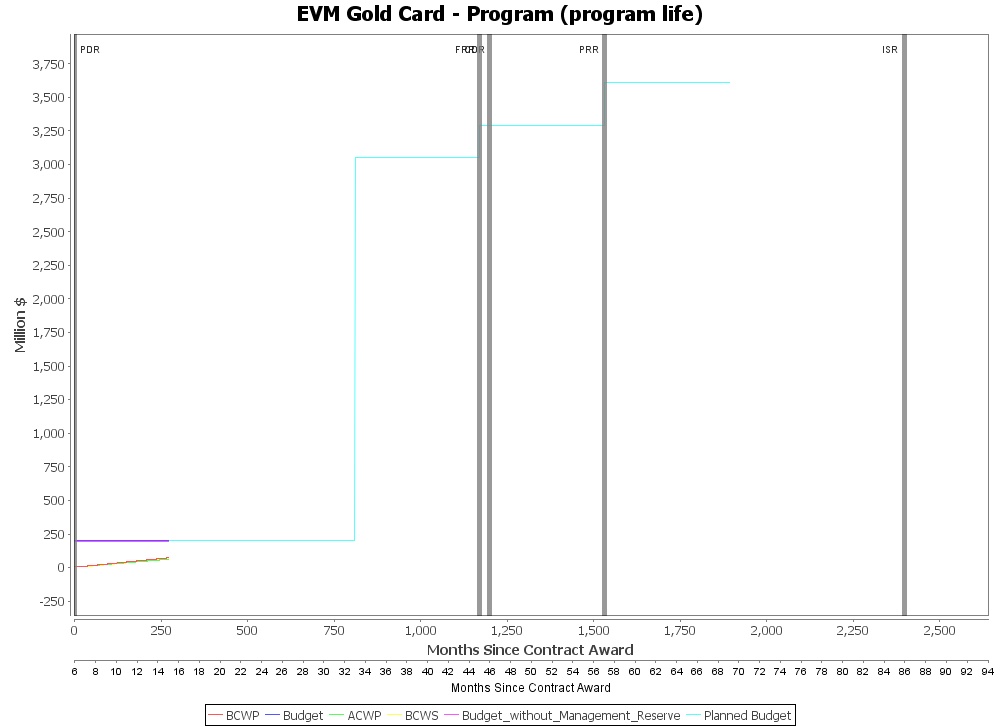 EVM Gold Card - Program (program life)
PDR
PRR
ISR
Million $
3,750
3,500
3,250
3,000
2,750
2,500
2,250
2,000
1,750
1,500
1,250
1,000
750
500
250
0
-250
0 250 500 750 1,000 1,250 1,500 1,750 2,000 2,250 2,500
Months Since Contract Award
6 8 10 12 14 16 18 20 22 24 26 28 30 32 34 36 38 40 42 44 46 48 50 52 54 56 58 60 62 64 66 68 70 72 74 76 78 80 82 84 86 88 90 92 94
Months Since Contract Award
BCWP Budget ACWP BCWS Budget_without_Management_Reserve Planned Budget